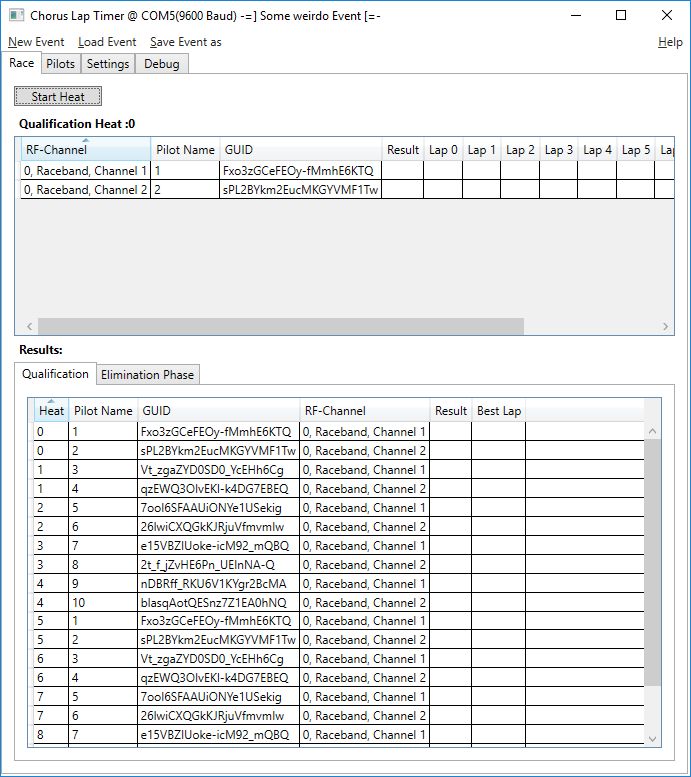 Chorus Lap Timer @ COM5(9600 Baud) -=] Some weirdo Event [=-
New Event Load Event Save Event as Help
Race Pilots Settings Debug
Start Heat
Qualification Heat :0
RF-Channel Pilot Name GUID Result Lap 0 Lap 1 Lap 2 Lap 3 Lap 4 Lap 5 Lap
0, Raceband, Channel 1 1 Fxo3zGCeFEOy-fMmhE6KTQ
0, Raceband, Channel 2 2 sPL2BYkm2EucMKGYVMF1Tw
Results:
Qualification Elimination Phase
Heat Pilot Name GUID RF-Channel Result Best Lap
0 1 Fxo3zGCeFEOy-fMmhE6KTQ 0, Raceband, Channel 1
0 2 sPL2BYkm2EucMKGYVMF1Tw 0, Raceband, Channel 2
1 3 Vt_zgaZYD0SD0_YcEHh6Cg 0, Raceband, Channel 1
1 4 qzEWQ3OlvEKI-k4DG7EBEQ 0, Raceband, Channel 2
2 5 7ooI6SFAAUiONYe1USekig 0, Raceband, Channel 1
2 6 26lwiCXQGkKJRjuVfmvmIw 0, Raceband, Channel 2
3 7 e15VBZIUoke-icM92_mQBQ 0, Raceband, Channel 1
3 8 2t_f_jZvHE6Pn_UEInNA-Q 0, Raceband, Channel 2
4 9 nDBRff_RKU6V1KYgr2BcMA 0, Raceband, Channel 1
4 10 blasqAotQESnz7Z1EA0hNQ 0, Raceband, Channel 2
5 1 Fxo3zGCeFEOy-fMmhE6KTQ 0, Raceband, Channel 1
5 2 sPL2BYkm2EucMKGYVMF1Tw 0, Raceband, Channel 2
6 3 Vt_zgaZYD0SD0_YcEHh6Cg 0, Raceband, Channel 1
6 4 qzEWQ3OlvEKI-k4DG7EBEQ 0, Raceband, Channel 2
7 5 7ooI6SFAAUiONYe1USekig 0, Raceband, Channel 1
7 6 26lwiCXQGkKJRjuVfmvmIw 0, Raceband, Channel 2
8 7 e15VBZIUoke-icM92_mQBQ 0, Raceband, Channel 1